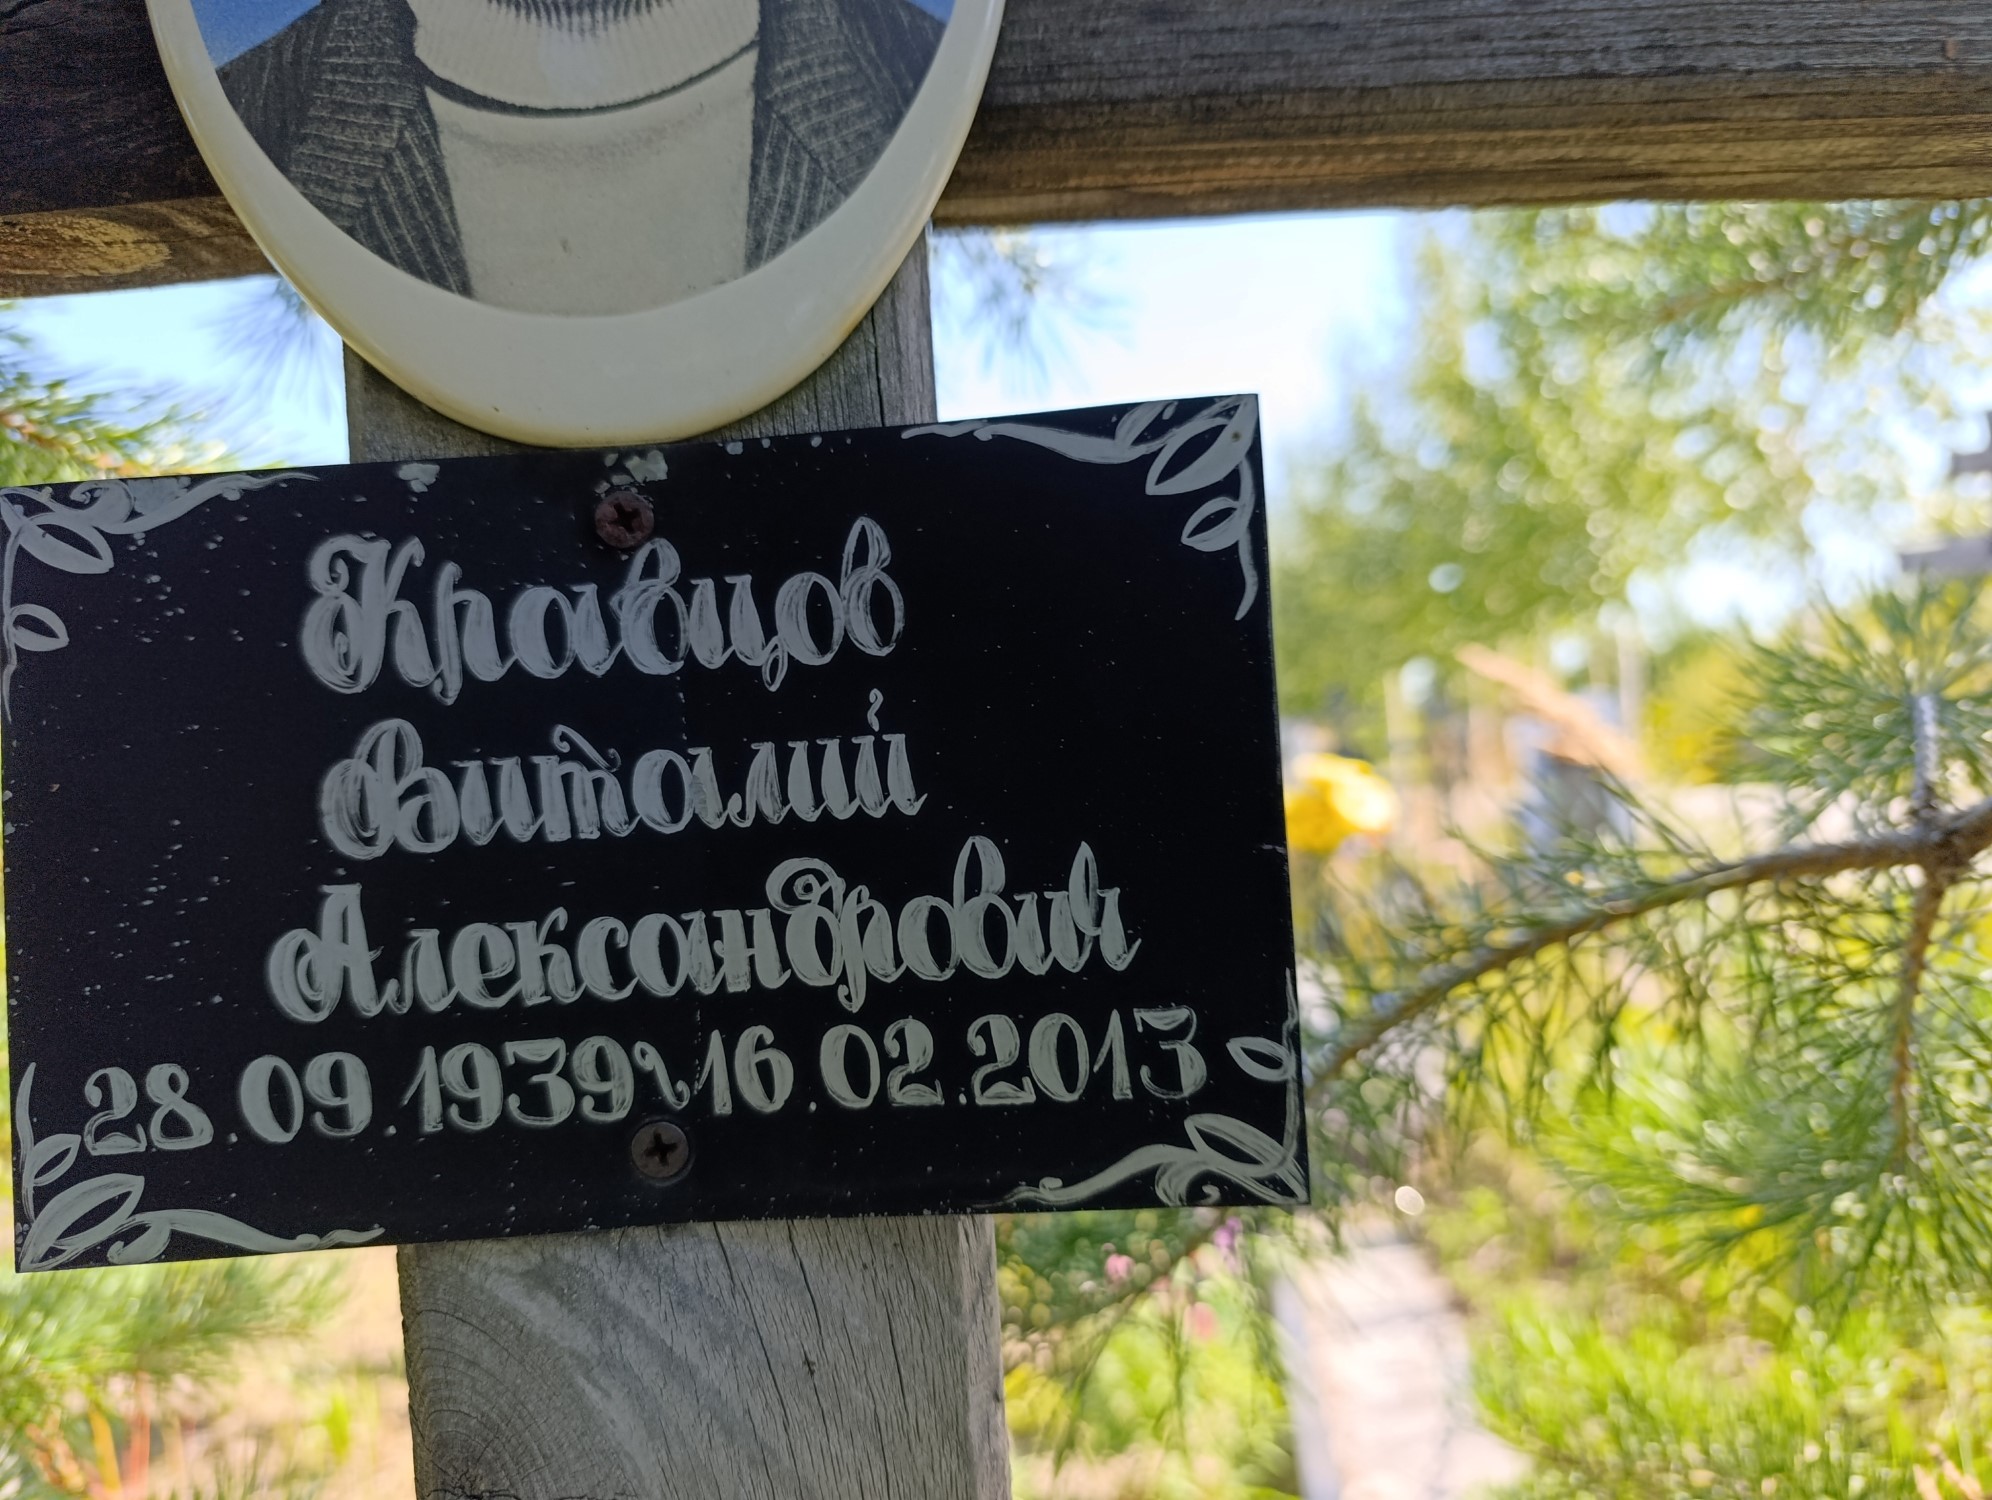 Кравцов
Виталий
Александрович
28.09.1939~16.02.2013